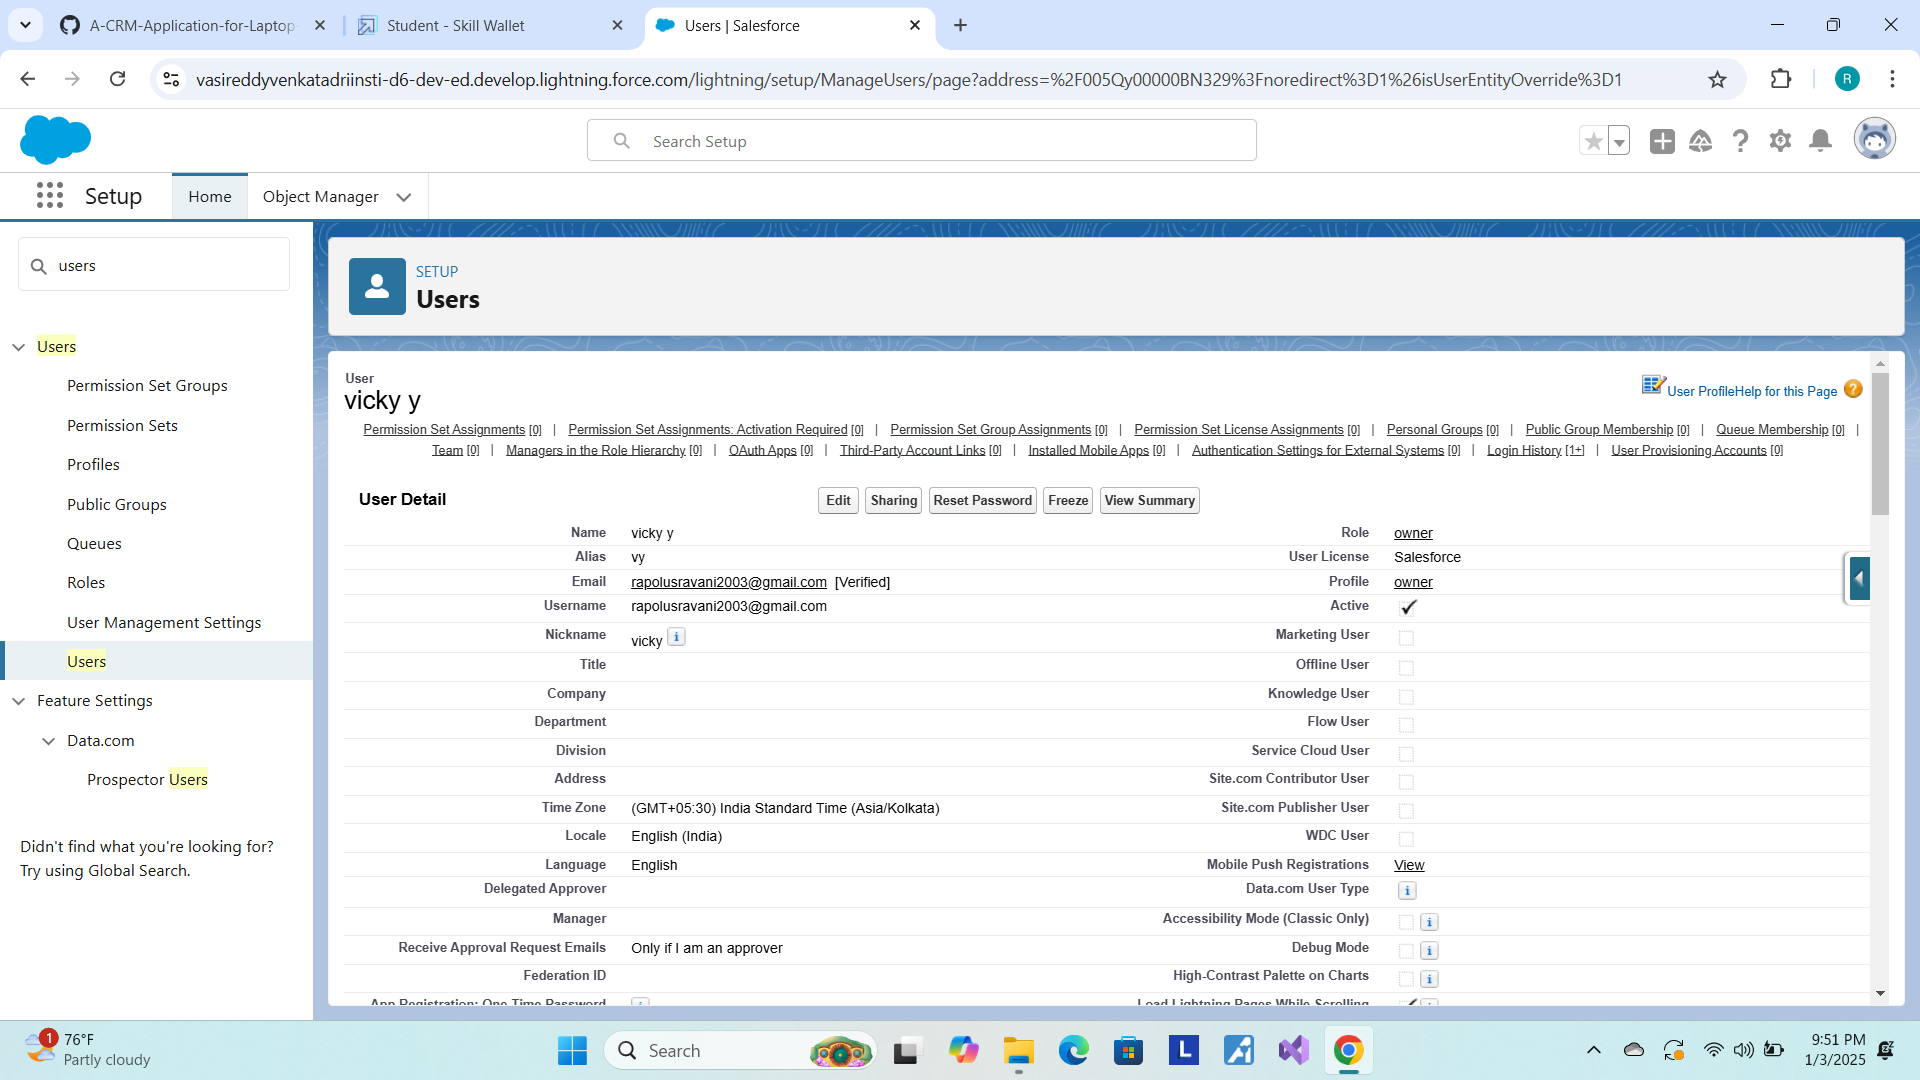 A-CRM-Application-for-Laptop-
Student - Skill Wallet
Users | Salesforce
vasireddyvenkatadriinsti-d6-dev-ed.develop.lightning.force.com/lightning/setup/ManageUsers/page?address=%2F005Qy00000BN329%3Fnoredirect%3D1%26isUserEntityOverride%3D1
R
Search Setup
Setup
Home
Object Manager
users
Users
Permission Set Groups
Permission Sets
Profiles
Public Groups
Queues
Roles
User Management Settings
Users
Feature Settings
Data.com
Prospector Users
Didn't find what you're looking for?
Try using Global Search.
SETUP
Users
User
vicky y
User ProfileHelp for this Page ?
Permission Set Assignments [0] | Permission Set Assignments: Activation Required [0] | Permission Set Group Assignments [0] | Permission Set License Assignments [0] | Personal Groups [0] | Public Group Membership [0] | Queue Membership [0] |
Team [0] | Managers in the Role Hierarchy [0] | OAuth Apps [0] | Third-Party Account Links [0] | Installed Mobile Apps [0] | Authentication Settings for External Systems [0] | Login History [1+] | User Provisioning Accounts [0]
User Detail
Edit Sharing Reset Password Freeze View Summary
Name vicky y Role owner
Alias vy User License Salesforce
Email rapolusravani2003@gmail.com [Verified] Profile owner
Username rapolusravani2003@gmail.com Active
Nickname vicky i Marketing User
Title Offline User
Company Knowledge User
Department Flow User
Division Service Cloud User
Address Site.com Contributor User
Time Zone (GMT+05:30) India Standard Time (Asia/Kolkata) Site.com Publisher User
Locale English (India) WDC User
Language English Mobile Push Registrations View
Delegated Approver Data.com User Type i
Manager Accessibility Mode (Classic Only) i
Receive Approval Request Emails Only if I am an approver Debug Mode i
Federation ID High-Contrast Palette on Charts i
App Registration: One-Time Password Load Lightning Pages While Scrolling
1
76°F
Partly cloudy
Search
L
9:51 PM
1/3/2025